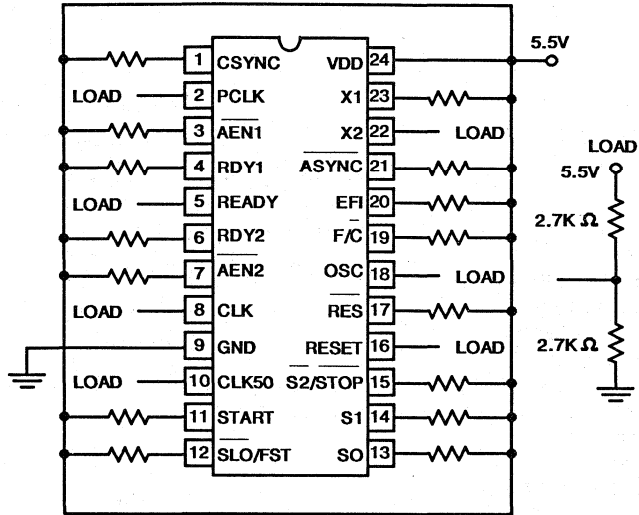 5.5V
1 CSYNC VDD 24
LOAD 2 PCLK X1 23
3 AEN1 X2 22 LOAD
4 RDY1 ASYNC 21
LOAD 5 READY EFI 20
6 RDY2 F/C 19
7 AEN2 OSC 18 LOAD
LOAD 8 CLK RES 17
9 GND RESET 16 LOAD
LOAD 10 CLK50 S2/STOP 15
11 START S1 14
12 SLO/FST SO 13
LOAD
5.5V
2.7K Ω
2.7K Ω